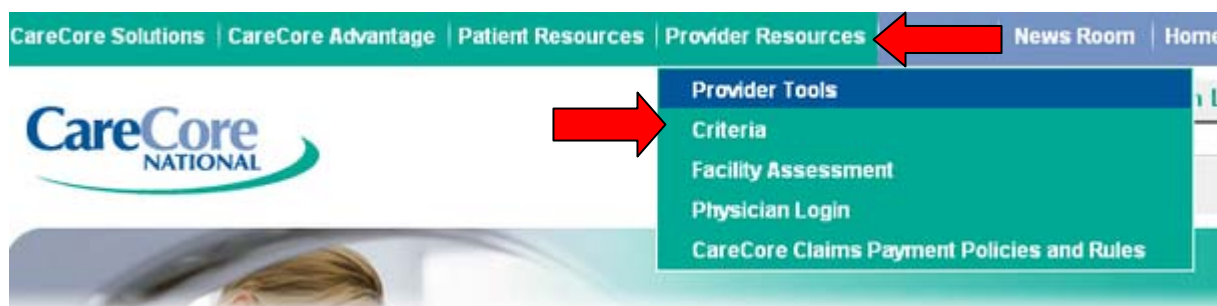 CareCore Solutions | CareCore Advantage | Patient Resources | Provider Resources News Room | Home
Provider Tools
CareCore
NATIONAL
Criteria
Facility Assessment
Physician Login
CareCore Claims Payment Policies and Rules